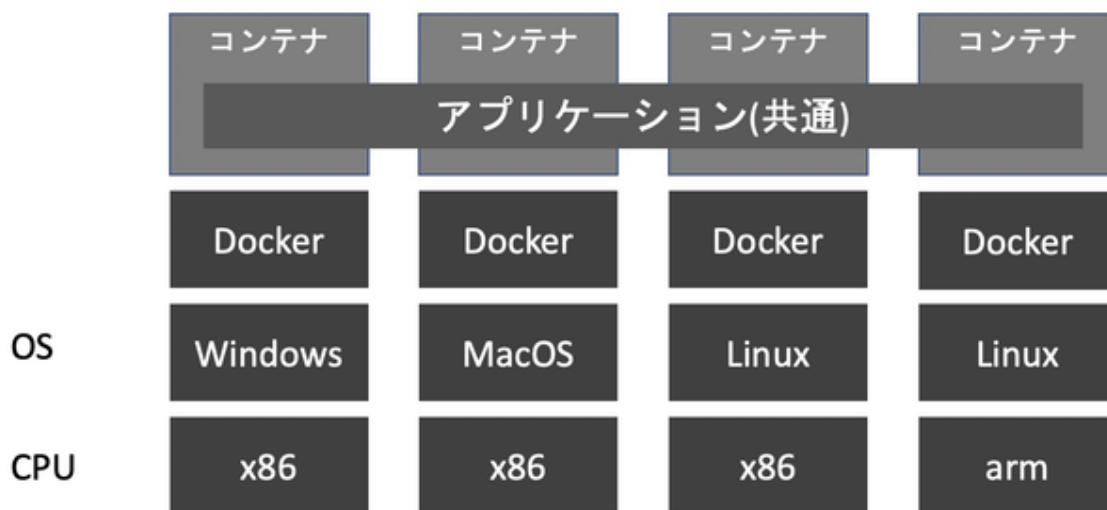 コンテナ コンテナ コンテナ コンテナ
アプリケーション(共通)
Docker Docker Docker Docker
OS Windows MacOS Linux Linux
CPU x86 x86 x86 arm